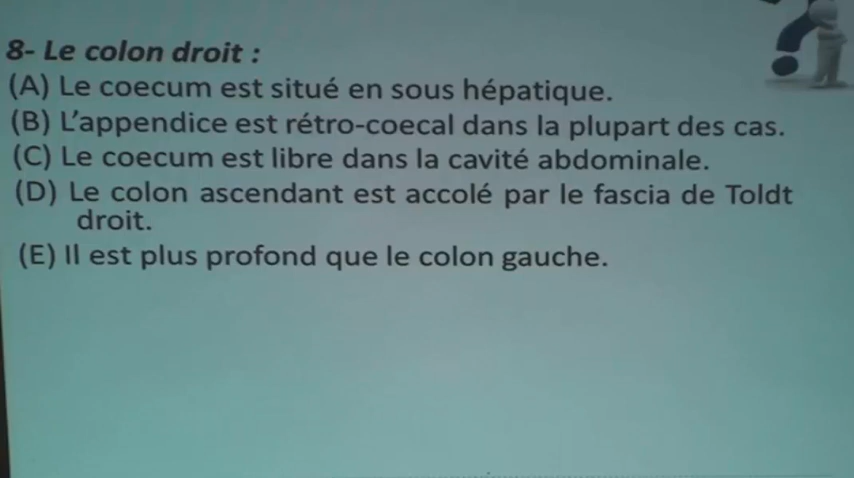 8- Le colon droit :
(A) Le coecum est situé en sous hépatique.
(B) L'appendice est rétro-coecal dans la plupart des cas.
(C) Le coecum est libre dans la cavité abdominale.
(D) Le colon ascendant est accolé par le fascia de Toldt
droit.
(E) Il est plus profond que le colon gauche.